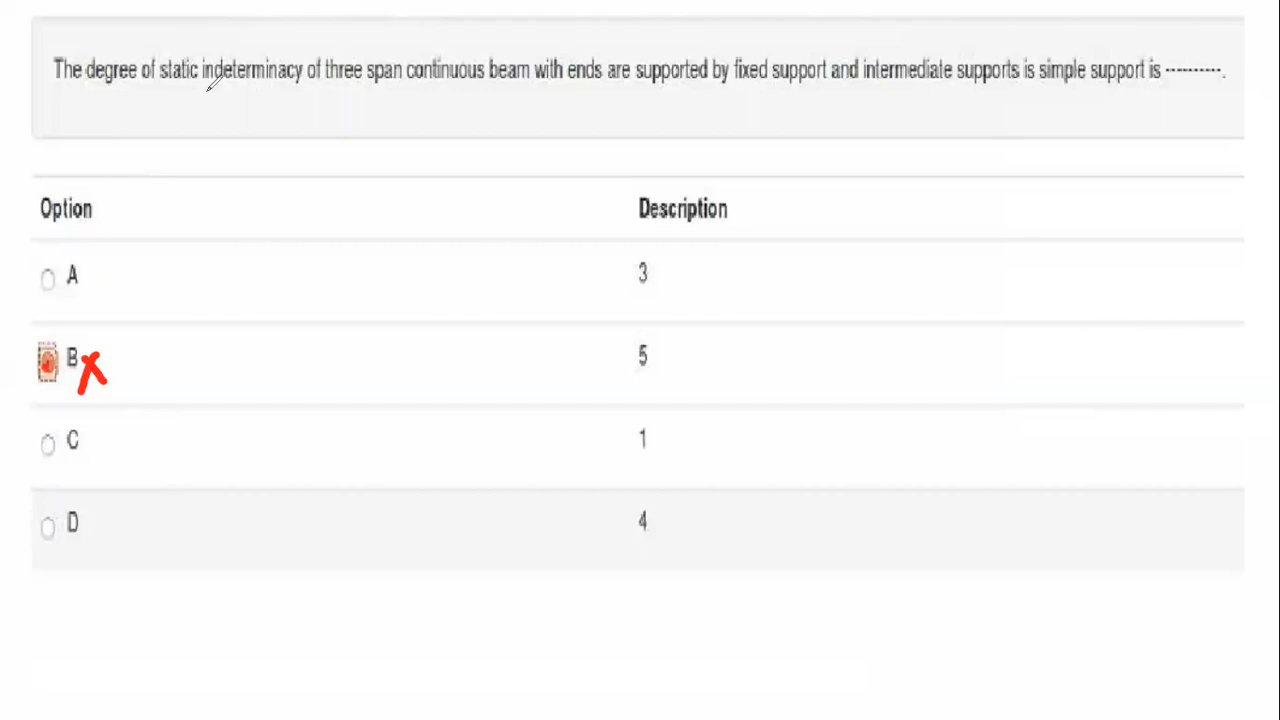 The degree of static indeterminacy of three span continuous beam with ends are supported by fixed support and intermediate supports is simple support is ----------.
Option Description
A 3
B 5
C 1
D 4